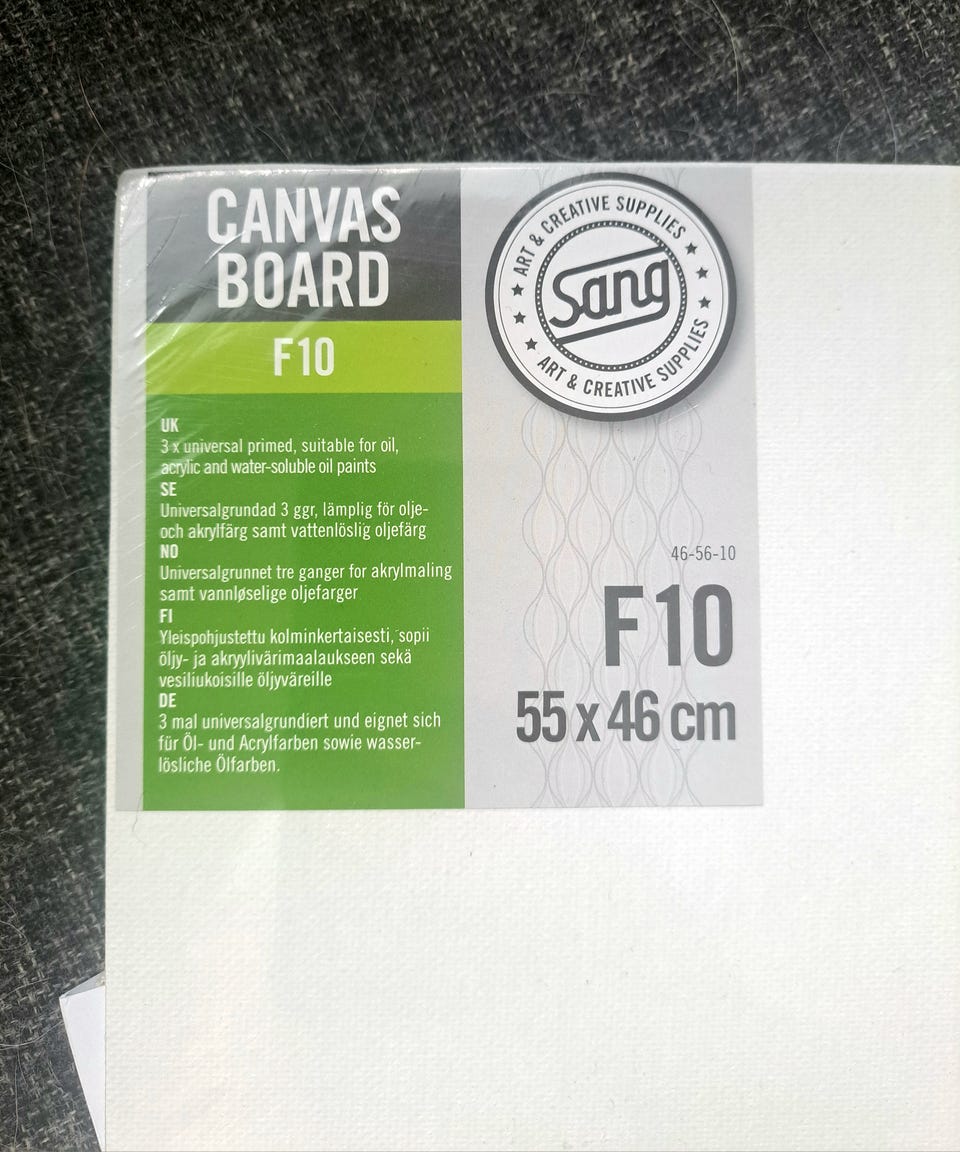 CANVAS
BOARD
F10
UK
3 x universal primed, suitable for oil,
acrylic and water-soluble oil paints
SE
Universalgrundad 3 ggr, lämplig för olje-
och akrylfärg samt vattenlöslig oljefärg
NO
Universalgrunnet tre ganger for akrylmaling
samt vannløselige oljefarger
FI
Yleispohjustettu kolminkertaisesti, sopii
öljy- ja akryylivärimaalaukseen sekä
vesiliukoisille öljyväreille
DE
3 mal universalgrundiert und eignet sich
für Öl- und Acrylfarben sowie wasser-
lösliche Ölfarben.
ART & CREATIVE SUPPLIES
Sang
ART & CREATIVE SUPPLIES
46-56-10
F10
55 x 46 cm